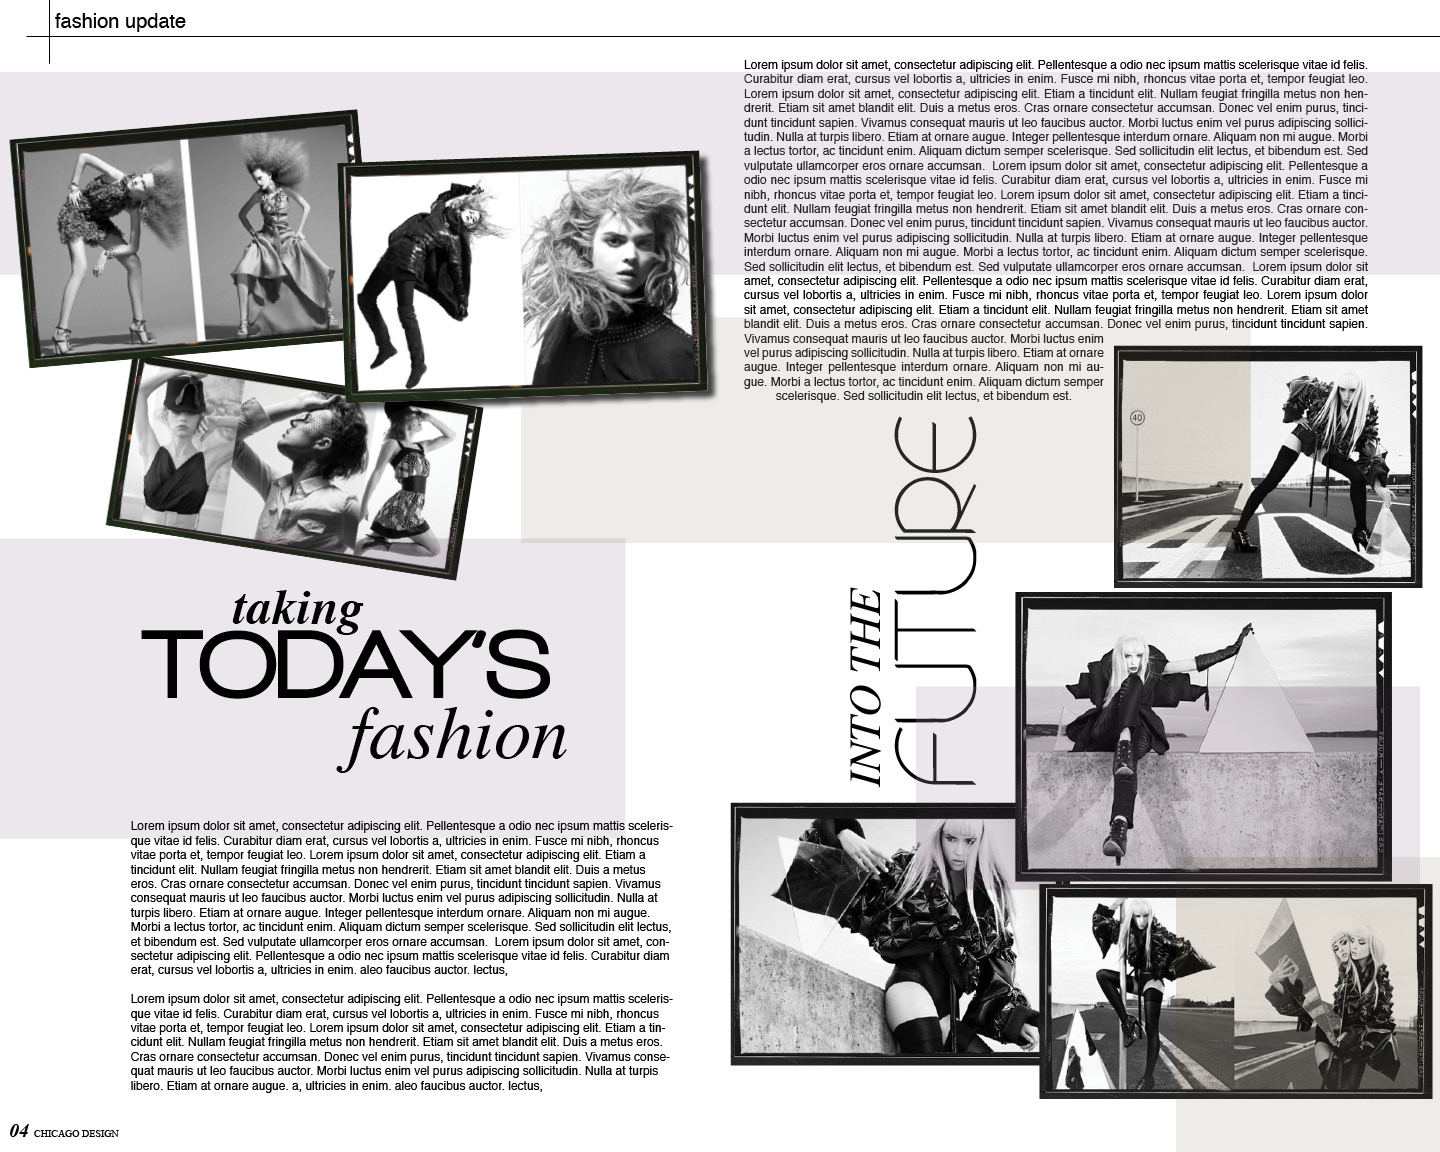 fashion update
taking
TODAY'S
fashion
Lorem ipsum dolor sit amet, consectetur adipiscing elit. Pellentesque a odio nec ipsum mattis sceleris-
que vitae id felis. Curabitur diam erat, cursus vel lobortis a, ultricies in enim. Fusce mi nibh, rhoncus
vitae porta et, tempor feugiat leo. Lorem ipsum dolor sit amet, consectetur adipiscing elit. Etiam a
tincidunt elit. Nullam feugiat fringilla metus non hendrerit. Etiam sit amet blandit elit. Duis a metus
eros. Cras ornare consectetur accumsan. Donec vel enim purus, tincidunt tincidunt sapien. Vivamus
consequat mauris ut leo faucibus auctor. Morbi luctus enim vel purus adipiscing sollicitudin. Nulla at
turpis libero. Etiam at ornare augue. Integer pellentesque interdum ornare. Aliquam non mi augue.
Morbi a lectus tortor, ac tincidunt enim. Aliquam dictum semper scelerisque. Sed sollicitudin elit lectus,
et bibendum est. Sed vulputate ullamcorper eros ornare accumsan.  Lorem ipsum dolor sit amet, con-
sectetur adipiscing elit. Pellentesque a odio nec ipsum mattis scelerisque vitae id felis. Curabitur diam
erat, cursus vel lobortis a, ultricies in enim. aleo faucibus auctor. lectus,
Lorem ipsum dolor sit amet, consectetur adipiscing elit. Pellentesque a odio nec ipsum mattis sceleris-
que vitae id felis. Curabitur diam erat, cursus vel lobortis a, ultricies in enim. Fusce mi nibh, rhoncus
vitae porta et, tempor feugiat leo. Lorem ipsum dolor sit amet, consectetur adipiscing elit. Etiam a tin-
cidunt elit. Nullam feugiat fringilla metus non hendrerit. Etiam sit amet blandit elit. Duis a metus eros.
Cras ornare consectetur accumsan. Donec vel enim purus, tincidunt tincidunt sapien. Vivamus conse-
quat mauris ut leo faucibus auctor. Morbi luctus enim vel purus adipiscing sollicitudin. Nulla at turpis
libero. Etiam at ornare augue. a, ultricies in enim. aleo faucibus auctor. lectus,
04 CHICAGO DESIGN
Lorem ipsum dolor sit amet, consectetur adipiscing elit. Pellentesque a odio nec ipsum mattis scelerisque vitae id felis.
Curabitur diam erat, cursus vel lobortis a, ultricies in enim. Fusce mi nibh, rhoncus vitae porta et, tempor feugiat leo.
Lorem ipsum dolor sit amet, consectetur adipiscing elit. Etiam a tincidunt elit. Nullam feugiat fringilla metus non hen-
drerit. Etiam sit amet blandit elit. Duis a metus eros. Cras ornare consectetur accumsan. Donec vel enim purus, tinci-
dunt tincidunt sapien. Vivamus consequat mauris ut leo faucibus auctor. Morbi luctus enim vel purus adipiscing sollici-
tudin. Nulla at turpis libero. Etiam at ornare augue. Integer pellentesque interdum ornare. Aliquam non mi augue. Morbi
a lectus tortor, ac tincidunt enim. Aliquam dictum semper scelerisque. Sed sollicitudin elit lectus, et bibendum est. Sed
vulputate ullamcorper eros ornare accumsan.  Lorem ipsum dolor sit amet, consectetur adipiscing elit. Pellentesque a
odio nec ipsum mattis scelerisque vitae id felis. Curabitur diam erat, cursus vel lobortis a, ultricies in enim. Fusce mi
nibh, rhoncus vitae porta et, tempor feugiat leo. Lorem ipsum dolor sit amet, consectetur adipiscing elit. Etiam a tinci-
dunt elit. Nullam feugiat fringilla metus non hendrerit. Etiam sit amet blandit elit. Duis a metus eros. Cras ornare con-
sectetur accumsan. Donec vel enim purus, tincidunt tincidunt sapien. Vivamus consequat mauris ut leo faucibus auctor.
Morbi luctus enim vel purus adipiscing sollicitudin. Nulla at turpis libero. Etiam at ornare augue. Integer pellentesque
interdum ornare. Aliquam non mi augue. Morbi a lectus tortor, ac tincidunt enim. Aliquam dictum semper scelerisque.
Sed sollicitudin elit lectus, et bibendum est. Sed vulputate ullamcorper eros ornare accumsan.  Lorem ipsum dolor sit
amet, consectetur adipiscing elit. Pellentesque a odio nec ipsum mattis scelerisque vitae id felis. Curabitur diam erat,
cursus vel lobortis a, ultricies in enim. Fusce mi nibh, rhoncus vitae porta et, tempor feugiat leo. Lorem ipsum dolor
sit amet, consectetur adipiscing elit. Etiam a tincidunt elit. Nullam feugiat fringilla metus non hendrerit. Etiam sit amet
blandit elit. Duis a metus eros. Cras ornare consectetur accumsan. Donec vel enim purus, tincidunt tincidunt sapien.
Vivamus consequat mauris ut leo faucibus auctor. Morbi luctus enim
vel purus adipiscing sollicitudin. Nulla at turpis libero. Etiam at ornare
augue. Integer pellentesque interdum ornare. Aliquam non mi au-
gue. Morbi a lectus tortor, ac tincidunt enim. Aliquam dictum semper
scelerisque. Sed sollicitudin elit lectus, et bibendum est.
INTO THE
FUTURE
40